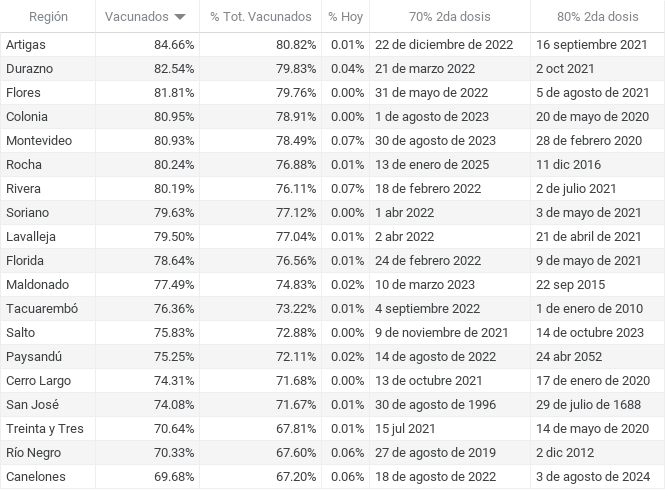 Región Vacunados % Tot. Vacunados % Hoy 70% 2da dosis 80% 2da dosis
Artigas 84.66% 80.82% 0.01% 22 de diciembre de 2022 16 septiembre 2021
Durazno 82.54% 79.83% 0.04% 21 de marzo 2022 2 oct 2021
Flores 81.81% 79.76% 0.00% 31 de mayo de 2022 5 de agosto de 2021
Colonia 80.95% 78.91% 0.00% 1 de agosto de 2023 20 de mayo de 2020
Montevideo 80.93% 78.49% 0.07% 30 de agosto de 2023 28 de febrero 2020
Rocha 80.24% 76.88% 0.01% 13 de enero de 2025 11 dic 2016
Rivera 80.19% 76.11% 0.07% 18 de febrero 2022 2 de julio 2021
Soriano 79.63% 77.12% 0.00% 1 abr 2022 3 de mayo de 2021
Lavalleja 79.50% 77.04% 0.01% 2 abr 2022 21 de abril de 2021
Florida 78.64% 76.56% 0.01% 24 de febrero 2022 9 de mayo de 2021
Maldonado 77.49% 74.83% 0.02% 10 de marzo 2023 22 sep 2015
Tacuarembó 76.36% 73.22% 0.01% 4 septiembre 2022 1 de enero de 2010
Salto 75.83% 72.88% 0.00% 9 de noviembre de 2021 14 de octubre 2023
Paysandú 75.25% 72.11% 0.02% 14 de agosto de 2022 24 abr 2052
Cerro Largo 74.31% 71.68% 0.00% 13 de octubre 2021 17 de enero de 2020
San José 74.08% 71.67% 0.01% 30 de agosto de 1996 29 de julio de 1688
Treinta y Tres 70.64% 67.81% 0.01% 15 jul 2021 14 de mayo de 2020
Río Negro 70.33% 67.60% 0.06% 27 de agosto de 2019 2 dic 2012
Canelones 69.68% 67.20% 0.06% 18 de agosto de 2022 3 de agosto de 2024